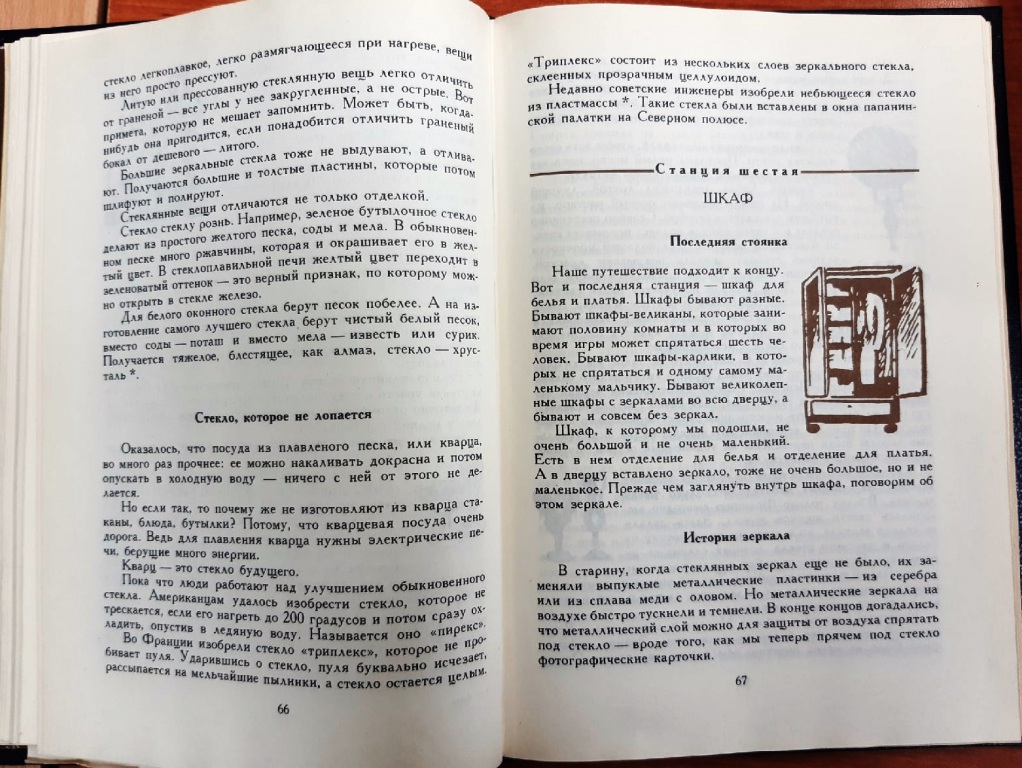 стекло легкоплавкое, легко размягчающееся при нагреве, вещи
из него просто прессуют.
Литую или прессованную стеклянную вещь легко отличить
от граненой — все углы у нее закругленные, а не острые. Вот
примета, которую не мешает запомнить. Может быть, когда-
нибудь она пригодится, если понадобится отличить граненый
бокал от дешевого — литого.
Большие зеркальные стекла тоже не выдувают, а отлива-
ют. Получаются большие и толстые пластины, которые потом
шлифуют и полируют.
Стеклянные вещи отличаются не только отделкой.
Стекло стеклу рознь. Например, зеленое бутылочное стекло
делают из простого желтого песка, соды и мела. В обыкновен-
ном песке много ржавчины, которая и окрашивает его в жел-
тый цвет. В стеклоплавильной печи желтый цвет переходит в
зеленоватый оттенок — это верный признак, по которому мож-
но открыть в стекле железо.
Для белого оконного стекла берут песок побелее. А на из-
готовление самого лучшего стекла берут чистый белый песок,
вместо соды — поташ и вместо мела — известь или сурик.
Получается тяжелое, блестящее, как алмаз, стекло — хрус-
таль *.
Стекло, которое не лопается
Оказалось, что посуда из плавленого песка, или кварца,
во много раз прочнее: ее можно накаливать докрасна и потом
опускать в холодную воду — ничего с ней от этого не де-
лается.
Но если так, то почему же не изготовляют из кварца ста-
каны, блюда, бутылки? Потому, что кварцевая посуда очень
дорога. Ведь для плавления кварца нужны электрические пе-
чи, берущие много энергии.
Кварц — это стекло будущего.
Пока что люди работают над улучшением обыкновенного
стекла. Американцам удалось изобрести стекло, которое не
трескается, если его нагреть до 200 градусов и потом сразу ох-
ладить, опустив в ледяную воду. Называется оно «пирекс».
Во Франции изобрели стекло «триплекс», которое не про-
бивает пуля. Ударившись о стекло, пуля буквально исчезает,
рассыпается на мельчайшие пылинки, а стекло остается целым.
66
«Триплекс» состоит из нескольких слоев зеркального стекла,
склеенных прозрачным целлулоидом.
Недавно советские инженеры изобрели небьющееся стекло
из пластмассы *. Такие стекла были вставлены в окна папанин-
ской палатки на Северном полюсе.
Станция шестая
ШКАФ
Последняя стоянка
Наше путешествие подходит к концу.
Вот и последняя станция — шкаф для
белья и платья. Шкафы бывают разные.
Бывают шкафы-великаны, которые зани-
мают половину комнаты и в которых во
время игры может спрятаться шесть че-
ловек. Бывают шкафы-карлики, в кото-
рых не спрятаться и одному самому ма-
ленькому мальчику. Бывают великолеп-
ные шкафы с зеркалами во всю дверцу, а
бывают и совсем без зеркал.
Шкаф, к которому мы подошли, не
очень большой и не очень маленький.
Есть в нем отделение для белья и отделение для платья.
А в дверцу вставлено зеркало, тоже не очень большое, но и не
маленькое. Прежде чем заглянуть внутрь шкафа, поговорим об
этом зеркале.
История зеркала
В старину, когда стеклянных зеркал еще не было, их за-
меняли выпуклые металлические пластинки — из серебра
или из сплава меди с оловом. Но металлические зеркала на
воздухе быстро тускнели и темнели. В конце концов догадались,
что металлический слой можно для защиты от воздуха спрятать
под стекло — вроде того, как мы теперь прячем под стекло
фотографические карточки.
67